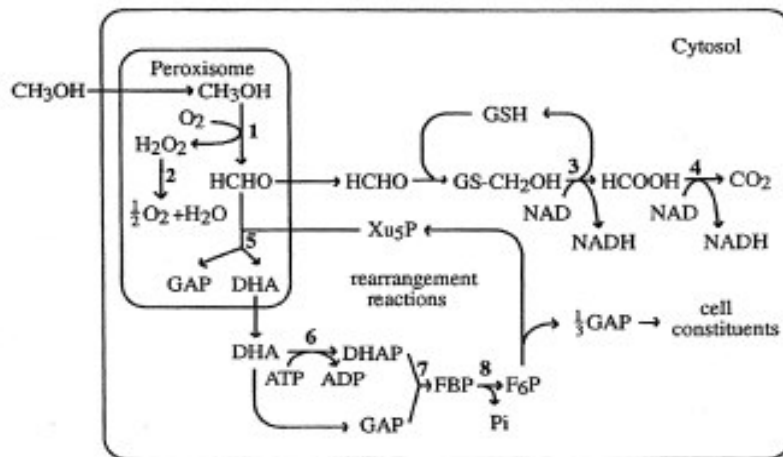 Cytosol
Peroxisome
CH3OH
CH3OH
O2
1
H2O2
GSH
2
3
4
HCHO
HCHO
GS-CH2OH
HCOOH
CO2
½O2+H2O
NAD
NADH
NAD
NADH
5
Xu5P
GAP
DHA
rearrangement
reactions
⅓GAP
cell
constituents
DHA
6
DHAP
7
8
ATP
ADP
FBP
F6P
GAP
Pi